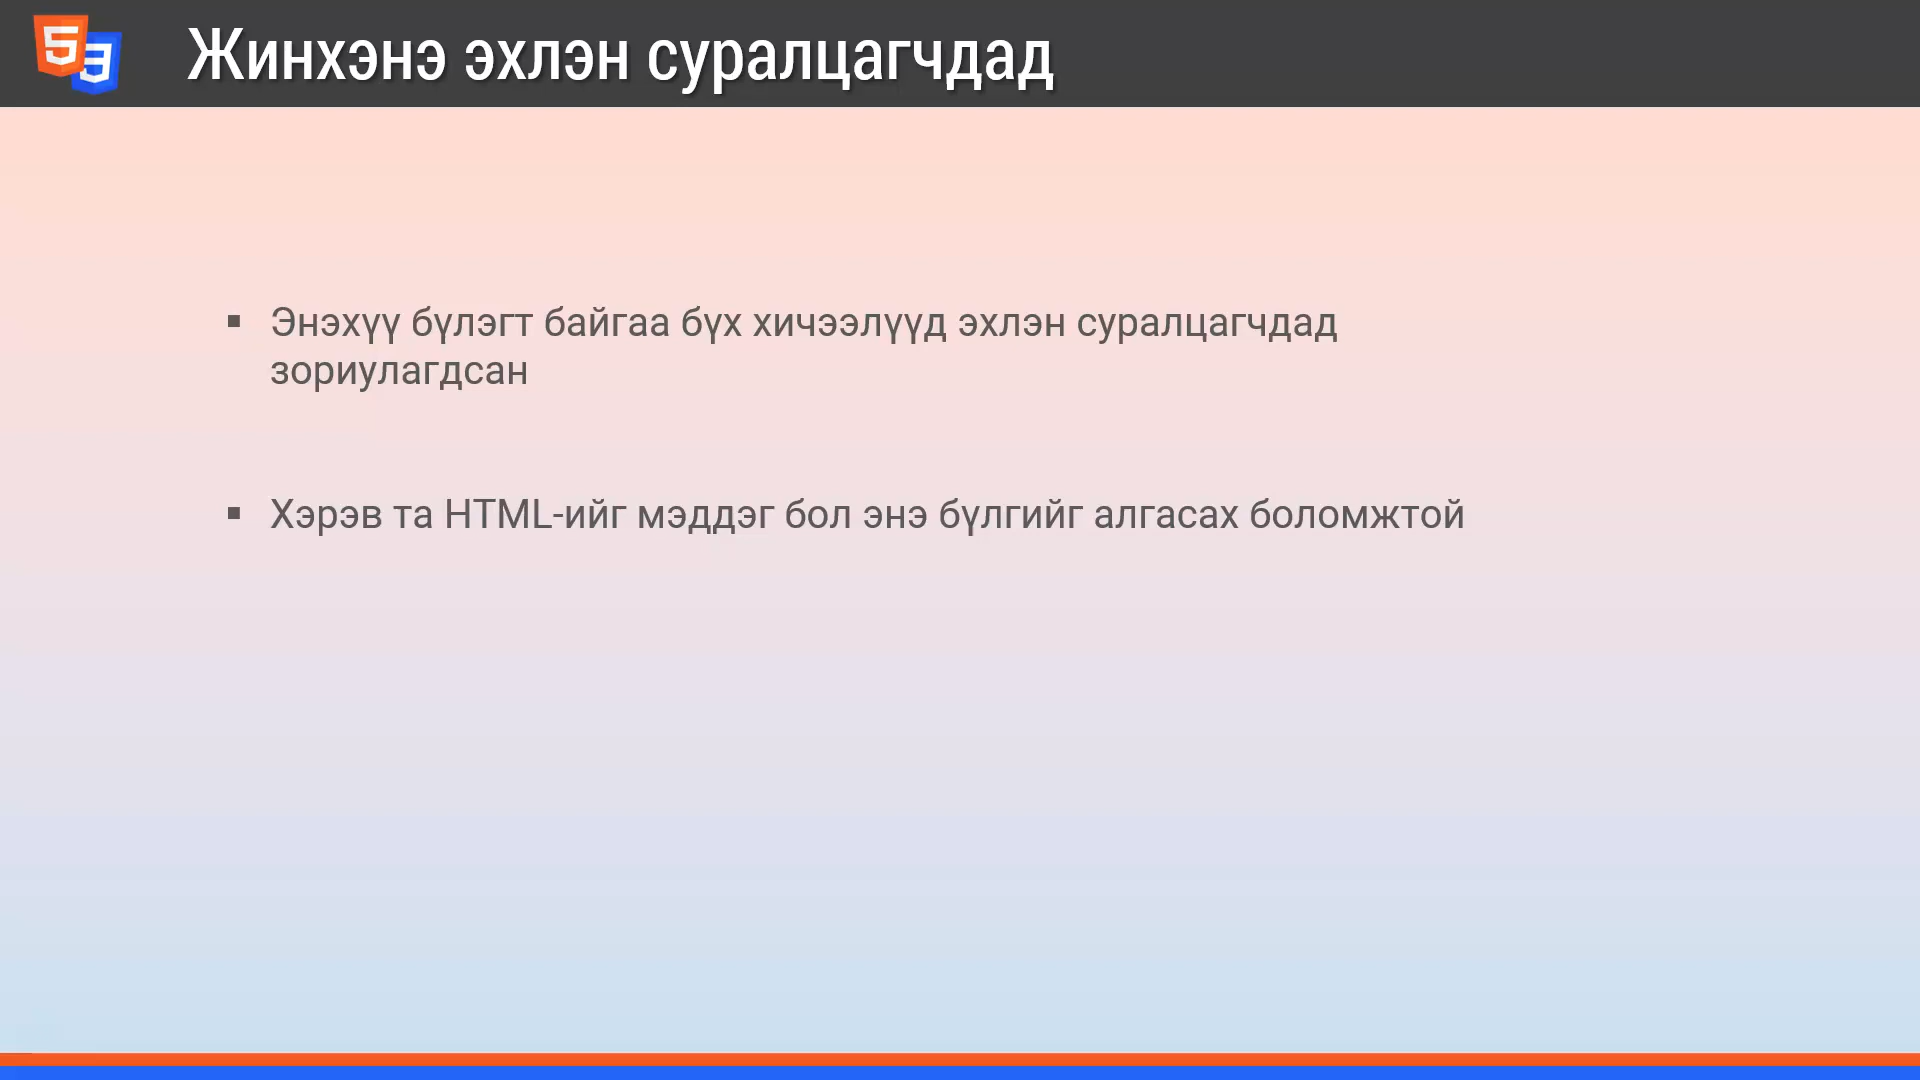 Жинхэнэ эхлэн суралцагчдад
▪ Энэхүү бүлэгт байгаа бүх хичээлүүд эхлэн суралцагчдад
зориулагдсан
▪ Хэрэв та HTML-ийг мэддэг бол энэ бүлгийг алгасах боломжтой